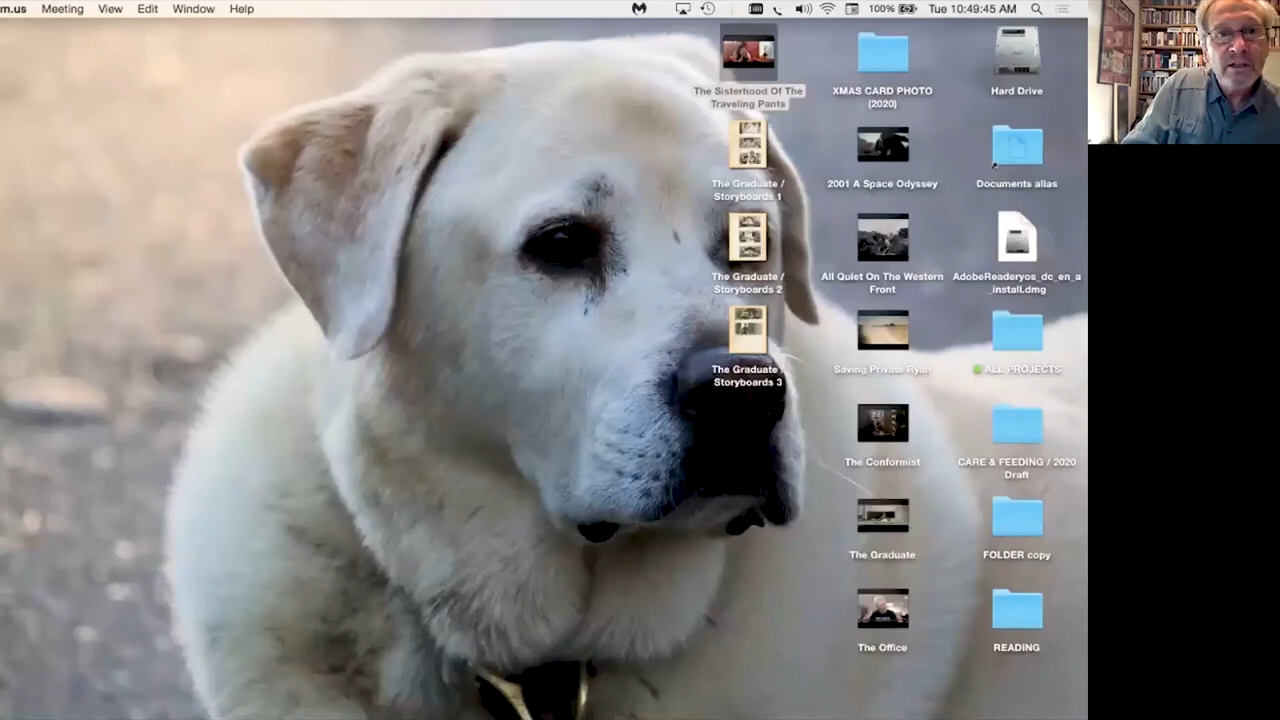 m.us Meeting View Edit Window Help 100% Tue 10:49:45 AM
The Sisterhood Of The
Traveling Pants
XMAS CARD PHOTO
(2020)
Hard Drive
The Graduate /
Storyboards 1
2001 A Space Odyssey
Documents alias
The Graduate /
Storyboards 2
All Quiet On The Western
Front
AdobeReaderyos_dc_en_a
_install.dmg
The Graduate /
Storyboards 3
Saving Private Ryan
ALL PROJECTS
The Conformist
CARE & FEEDING / 2020
Draft
The Graduate
FOLDER copy
The Office
READING